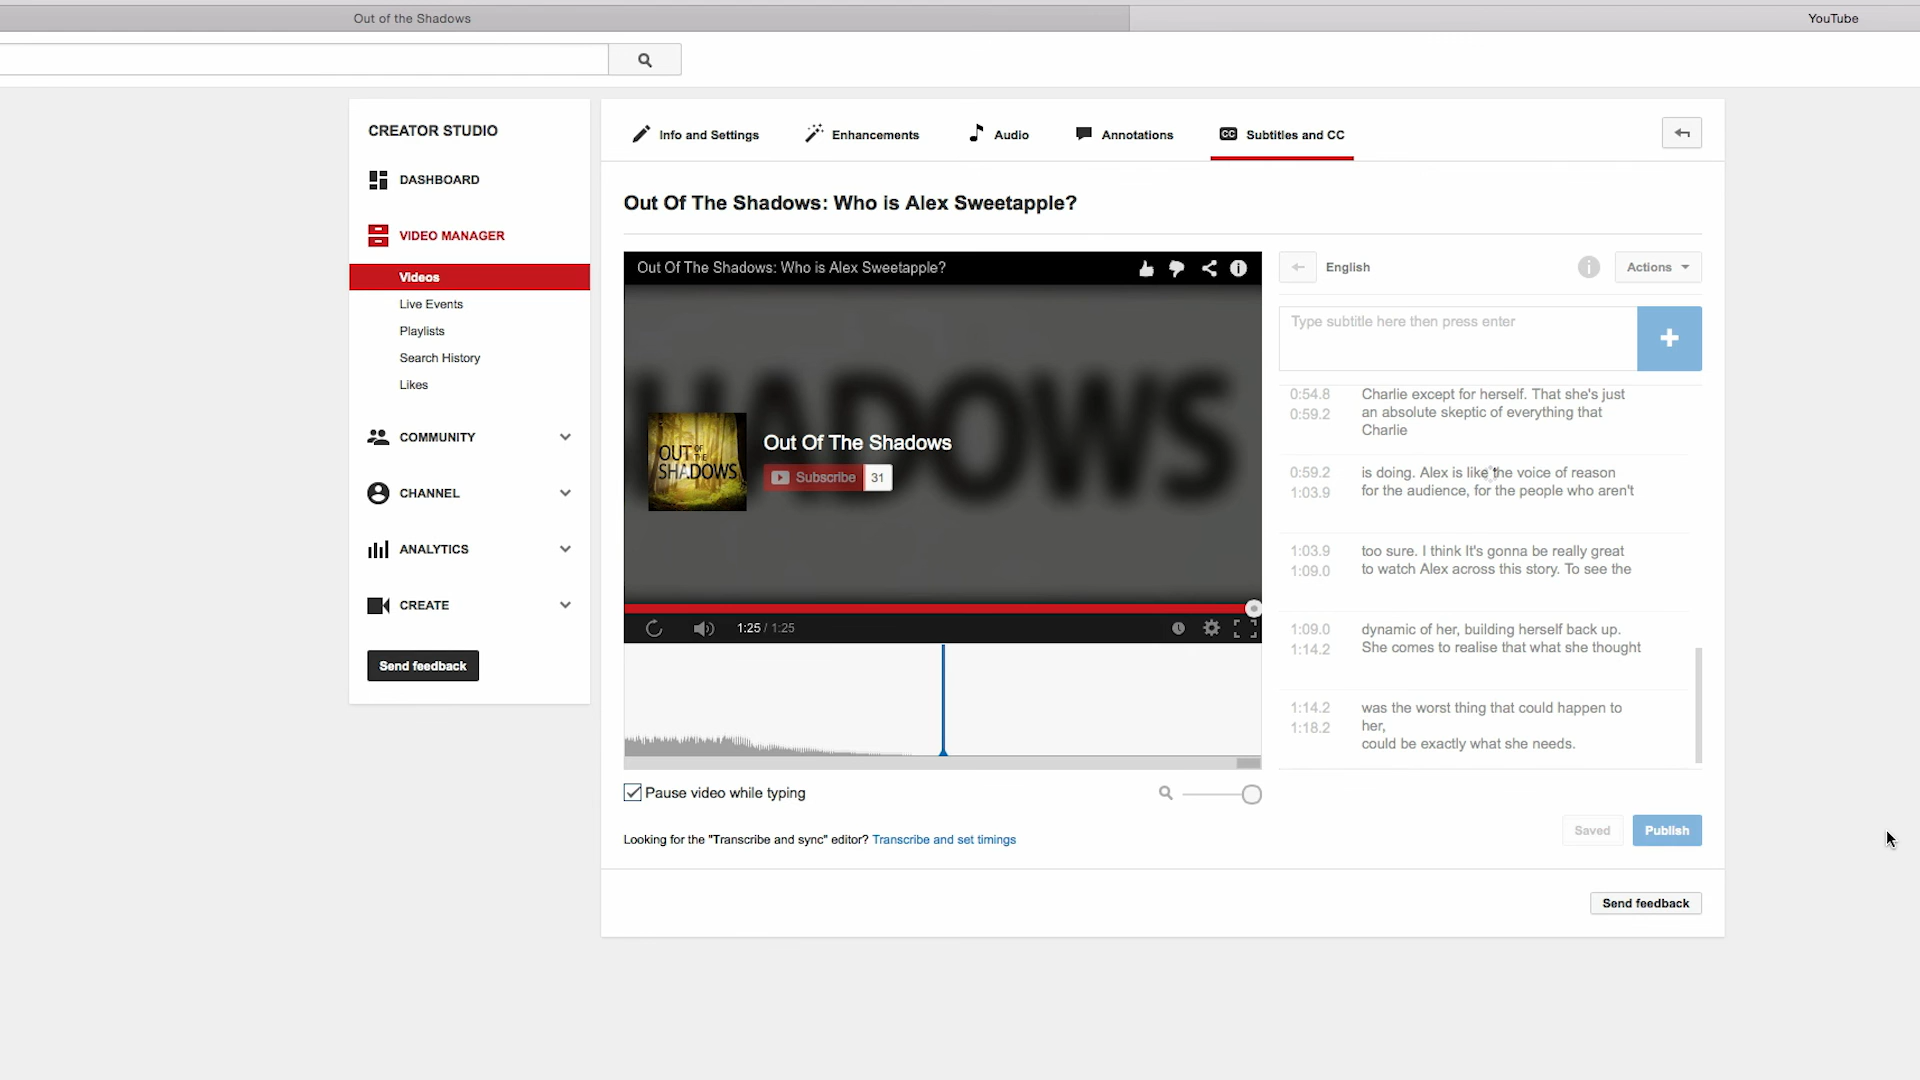 Out of the Shadows
YouTube
CREATOR STUDIO
DASHBOARD
VIDEO MANAGER
Videos
Live Events
Playlists
Search History
Likes
COMMUNITY
CHANNEL
ANALYTICS
CREATE
Send feedback
Info and Settings
Enhancements
Audio
Annotations
CC Subtitles and CC
Out Of The Shadows: Who is Alex Sweetapple?
Out Of The Shadows: Who is Alex Sweetapple?
HADOWS
OUT OF THE SHADOWS
Out Of The Shadows
Subscribe 31
1:25 / 1:25
Pause video while typing
Looking for the "Transcribe and sync" editor? Transcribe and set timings
English
Actions
Type subtitle here then press enter
+
0:54.8 Charlie except for herself. That she's just
0:59.2 an absolute skeptic of everything that
Charlie
0:59.2 is doing. Alex is like the voice of reason
1:03.9 for the audience, for the people who aren't
1:03.9 too sure. I think It's gonna be really great
1:09.0 to watch Alex across this story. To see the
1:09.0 dynamic of her, building herself back up.
1:14.2 She comes to realise that what she thought
1:14.2 was the worst thing that could happen to
1:18.2 her,
could be exactly what she needs.
Saved
Publish
Send feedback